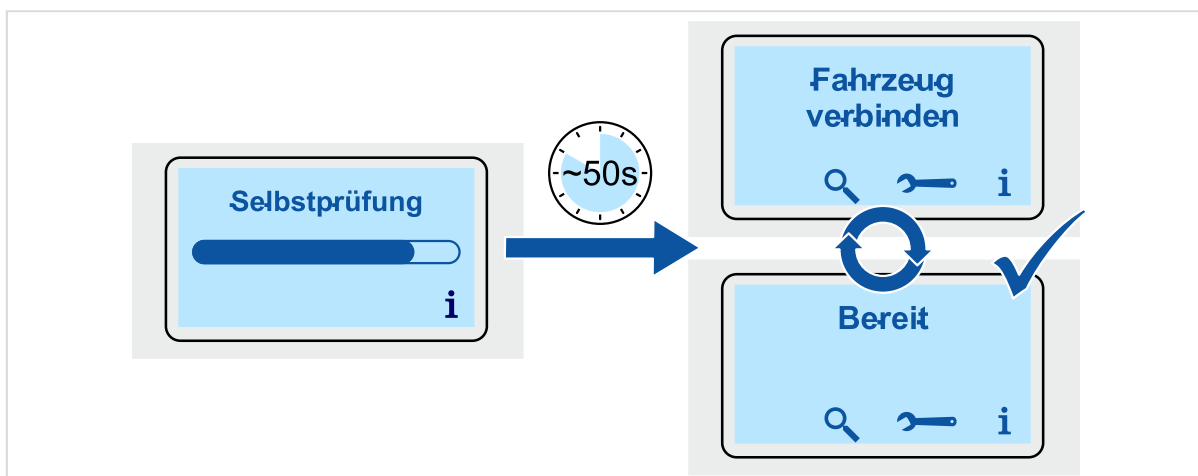 Selbstprüfung
i
~50s
Fahrzeug
verbinden
i
Bereit
i